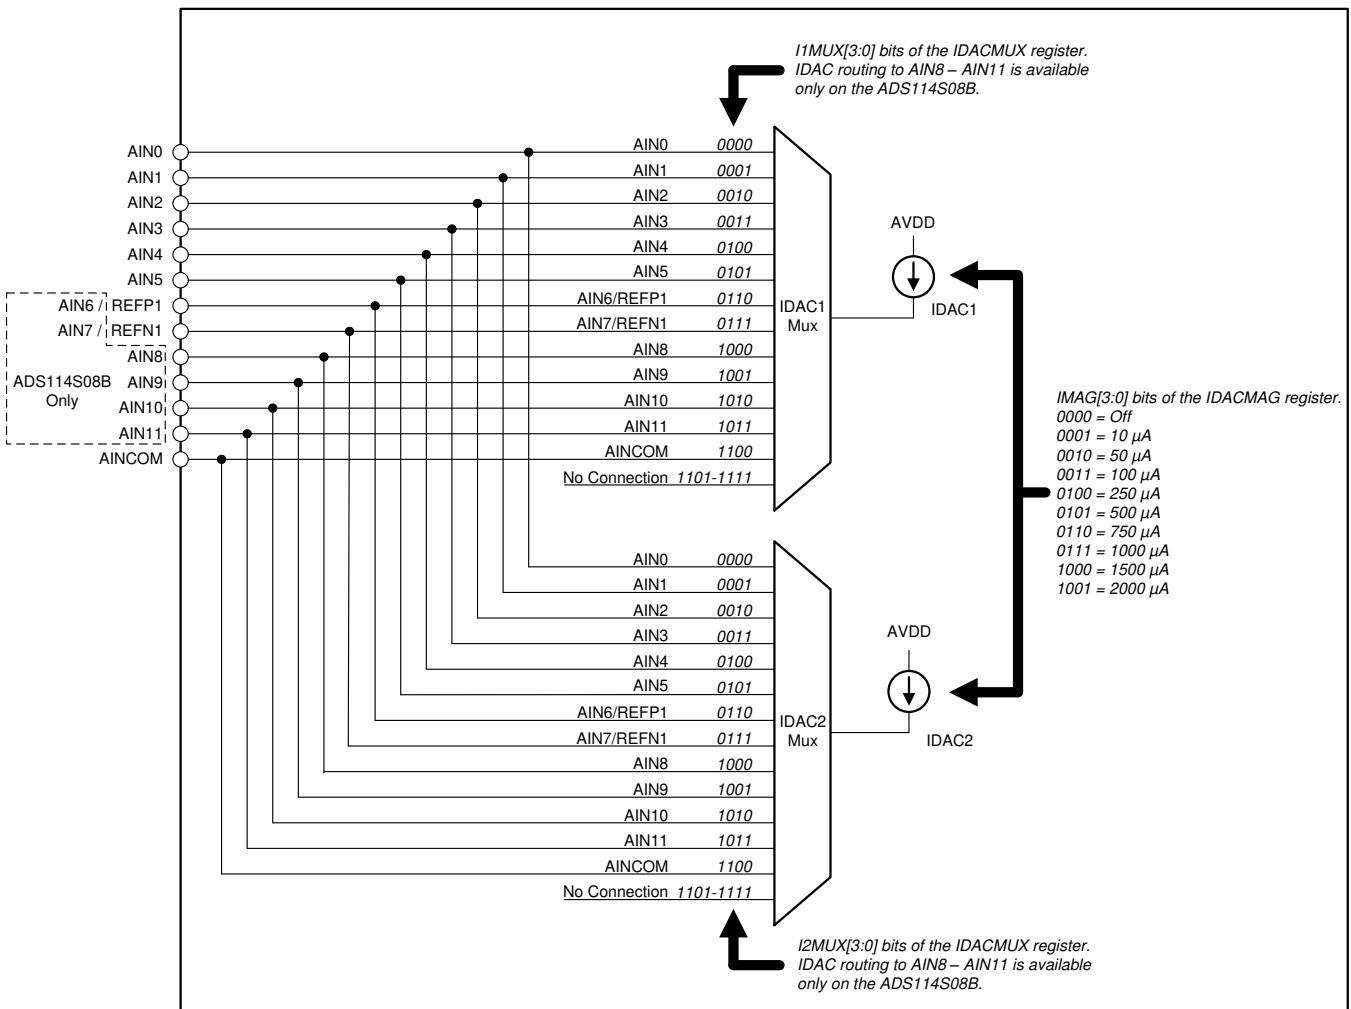 I1MUX[3:0] bits of the IDACMUX register.
IDAC routing to AIN8 – AIN11 is available
only on the ADS114S08B.
AIN0
AIN1
AIN2
AIN3
AIN4
AIN5
AIN6 / REFP1
AIN7 / REFN1
AIN8
AIN9
AIN10
AIN11
AINCOM
ADS114S08B
Only
AIN0 0000
AIN1 0001
AIN2 0010
AIN3 0011
AIN4 0100
AIN5 0101
AIN6/REFP1 0110
AIN7/REFN1 0111
AIN8 1000
AIN9 1001
AIN10 1010
AIN11 1011
AINCOM 1100
No Connection 1101-1111
IDAC1
Mux
AVDD
IDAC1
IMAG[3:0] bits of the IDACMAG register.
0000 = Off
0001 = 10 µA
0010 = 50 µA
0011 = 100 µA
0100 = 250 µA
0101 = 500 µA
0110 = 750 µA
0111 = 1000 µA
1000 = 1500 µA
1001 = 2000 µA
AIN0 0000
AIN1 0001
AIN2 0010
AIN3 0011
AIN4 0100
AIN5 0101
AIN6/REFP1 0110
AIN7/REFN1 0111
AIN8 1000
AIN9 1001
AIN10 1010
AIN11 1011
AINCOM 1100
No Connection 1101-1111
IDAC2
Mux
AVDD
IDAC2
I2MUX[3:0] bits of the IDACMUX register.
IDAC routing to AIN8 – AIN11 is available
only on the ADS114S08B.